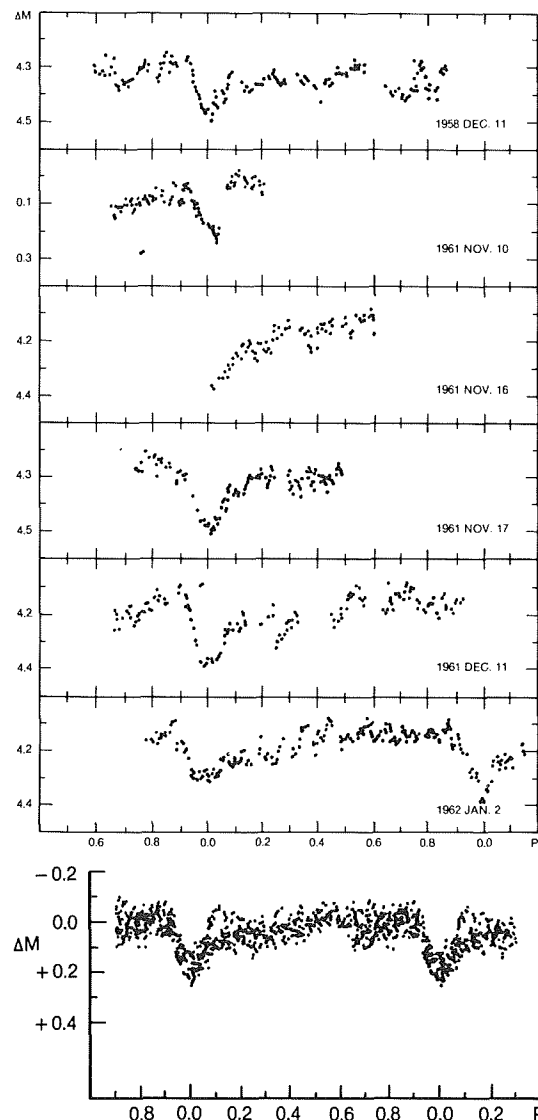 ΔM
4.3
4.5
1958 DEC. 11
0.1
0.3
1961 NOV. 10
4.2
4.4
1961 NOV. 16
4.3
4.5
1961 NOV. 17
4.2
4.4
1961 DEC. 11
4.2
4.4
1962 JAN. 2
0.6 0.8 0.0 0.2 0.4 0.6 0.8 0.0 P
− 0.2
0.0
ΔM
+ 0.2
+ 0.4
0.8 0.0 0.2 0.4 0.6 0.8 0.0 0.2 P